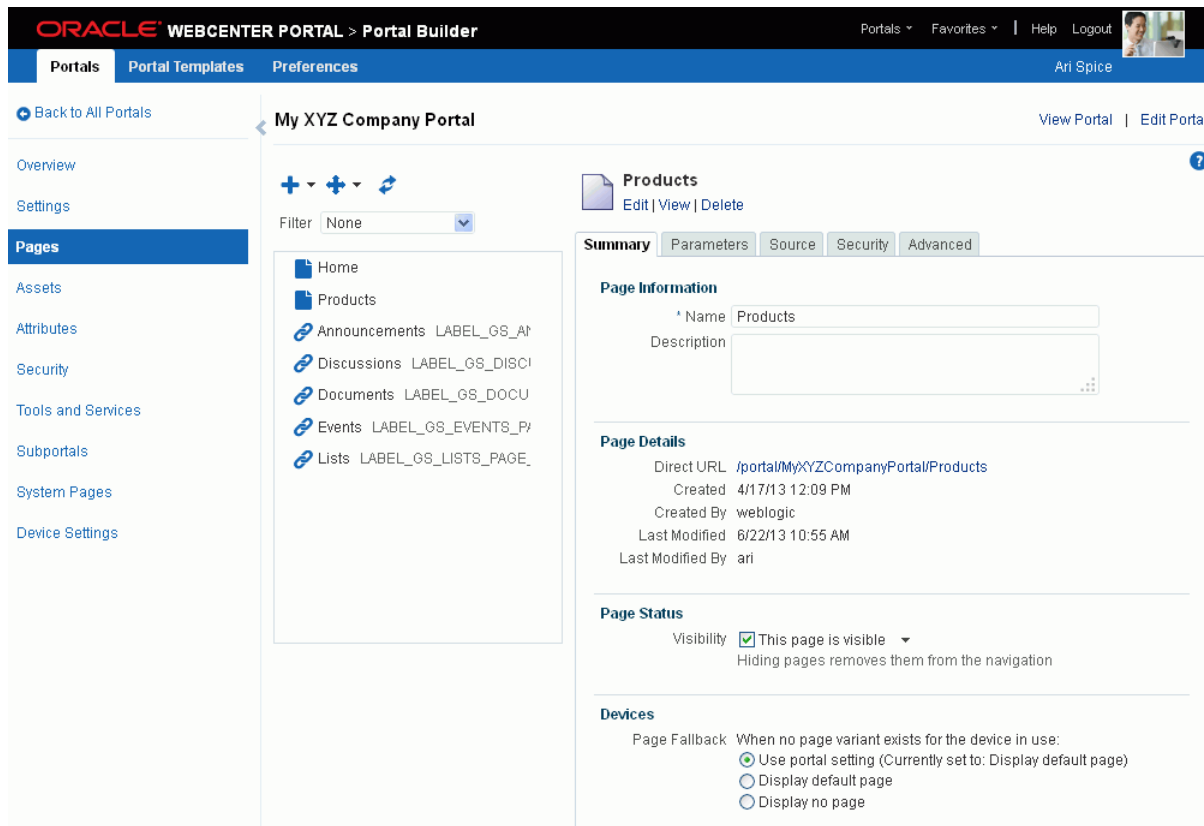 ORACLE WEBCENTER PORTAL > Portal Builder
Portals Favorites | Help Logout
Portals Portal Templates Preferences
Ari Spice
Back to All Portals
Overview
Settings
Pages
Assets
Attributes
Security
Tools and Services
Subportals
System Pages
Device Settings
My XYZ Company Portal
View Portal | Edit Porta
?
Filter None
Home
Products
Announcements LABEL_GS_AN
Discussions LABEL_GS_DISCU
Documents LABEL_GS_DOCU
Events LABEL_GS_EVENTS_PA
Lists LABEL_GS_LISTS_PAGE_
Products
Edit | View | Delete
Summary Parameters Source Security Advanced
Page Information
* Name Products
Description
Page Details
Direct URL /portal/MyXYZCompanyPortal/Products
Created 4/17/13 12:09 PM
Created By weblogic
Last Modified 6/22/13 10:55 AM
Last Modified By ari
Page Status
Visibility This page is visible
Hiding pages removes them from the navigation
Devices
Page Fallback When no page variant exists for the device in use:
Use portal setting (Currently set to: Display default page)
Display default page
Display no page